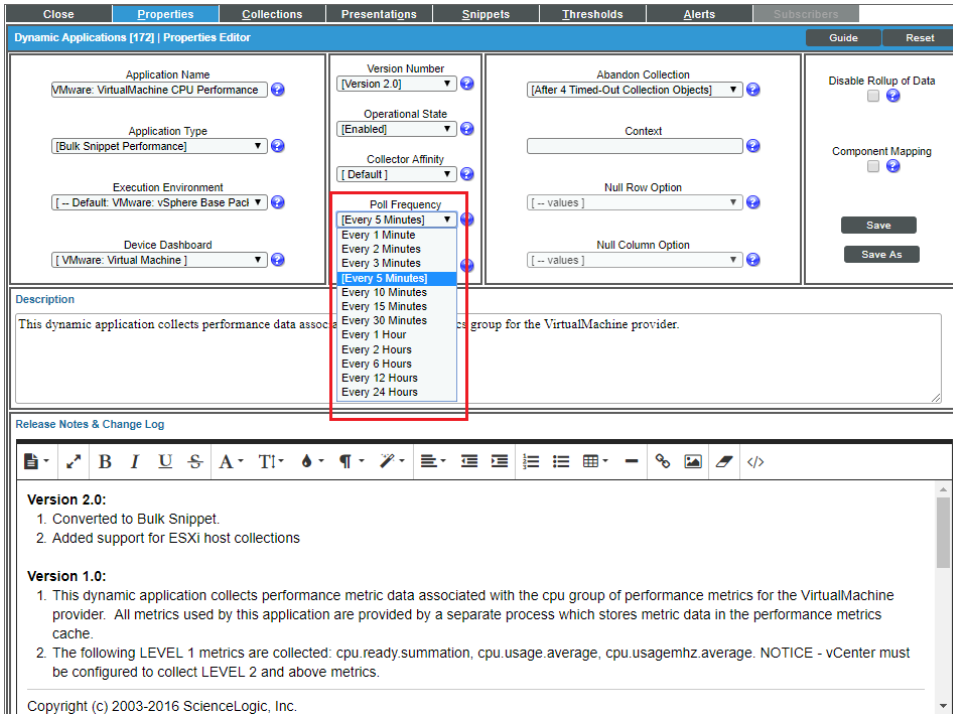 Close Properties Collections Presentations Snippets Thresholds Alerts Subscribers
Dynamic Applications [172] | Properties Editor Guide Reset
Application Name
VMware: VirtualMachine CPU Performance
Application Type
[Bulk Snippet Performance]
Execution Environment
[ -- Default: VMware: vSphere Base Pack
Device Dashboard
[ VMware: Virtual Machine ]
Version Number
[Version 2.0]
Operational State
[Enabled]
Collector Affinity
[ Default ]
Poll Frequency
[Every 5 Minutes]
Every 1 Minute
Every 2 Minutes
Every 3 Minutes
[Every 5 Minutes]
Every 10 Minutes
Every 15 Minutes
Every 30 Minutes
Every 1 Hour
Every 2 Hours
Every 6 Hours
Every 12 Hours
Every 24 Hours
Abandon Collection
[After 4 Timed-Out Collection Objects]
Context
Null Row Option
[ -- values ]
Null Column Option
[ -- values ]
Disable Rollup of Data
Component Mapping
Save
Save As
Description
This dynamic application collects performance data assoc cs group for the VirtualMachine provider.
Release Notes & Change Log
Version 2.0:
1. Converted to Bulk Snippet.
2. Added support for ESXi host collections
Version 1.0:
1. This dynamic application collects performance metric data associated with the cpu group of performance metrics for the VirtualMachine
provider. All metrics used by this application are provided by a separate process which stores metric data in the performance metrics
cache.
2. The following LEVEL 1 metrics are collected: cpu.ready.summation, cpu.usage.average, cpu.usagemhz.average. NOTICE - vCenter must
be configured to collect LEVEL 2 and above metrics.
Copyright (c) 2003-2016 ScienceLogic, Inc.